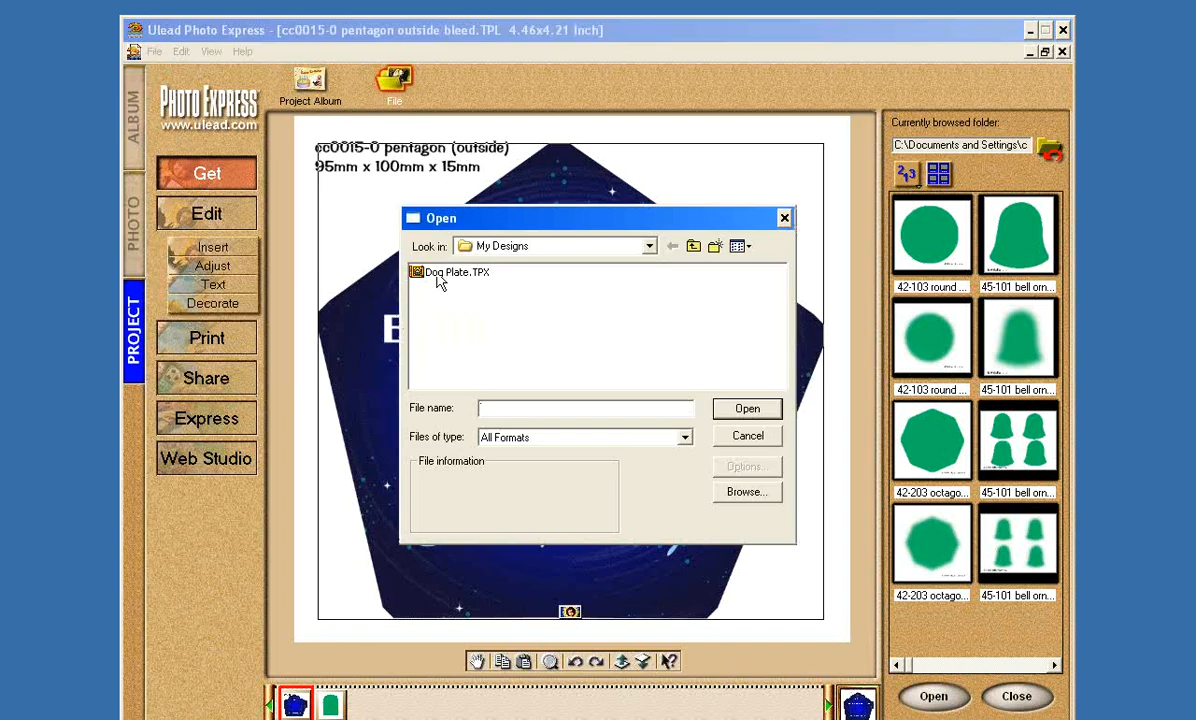 Ulead Photo Express - [cc0015-0 pentagon outside bleed.TPL 4.46x4.21 Inch]
File Edit View Help
ALBUM
PHOTO
PROJECT
PHOTO EXPRESS
www.ulead.com
Project Album
File
Get
Edit
Insert
Adjust
Text
Decorate
Print
Share
Express
Web Studio
cc0015-0 pentagon (outside)
95mm x 100mm x 15mm
Open
Look in:
My Designs
Dog Plate.TPX
File name:
Open
Files of type:
All Formats
Cancel
File information
Options...
Browse...
Currently browsed folder:
C:\Documents and Settings\c
123
42-103 round ...
45-101 bell orn...
42-103 round ...
45-101 bell orn...
42-203 octago...
45-101 bell orn...
42-203 octago...
45-101 bell orn...
Open
Close